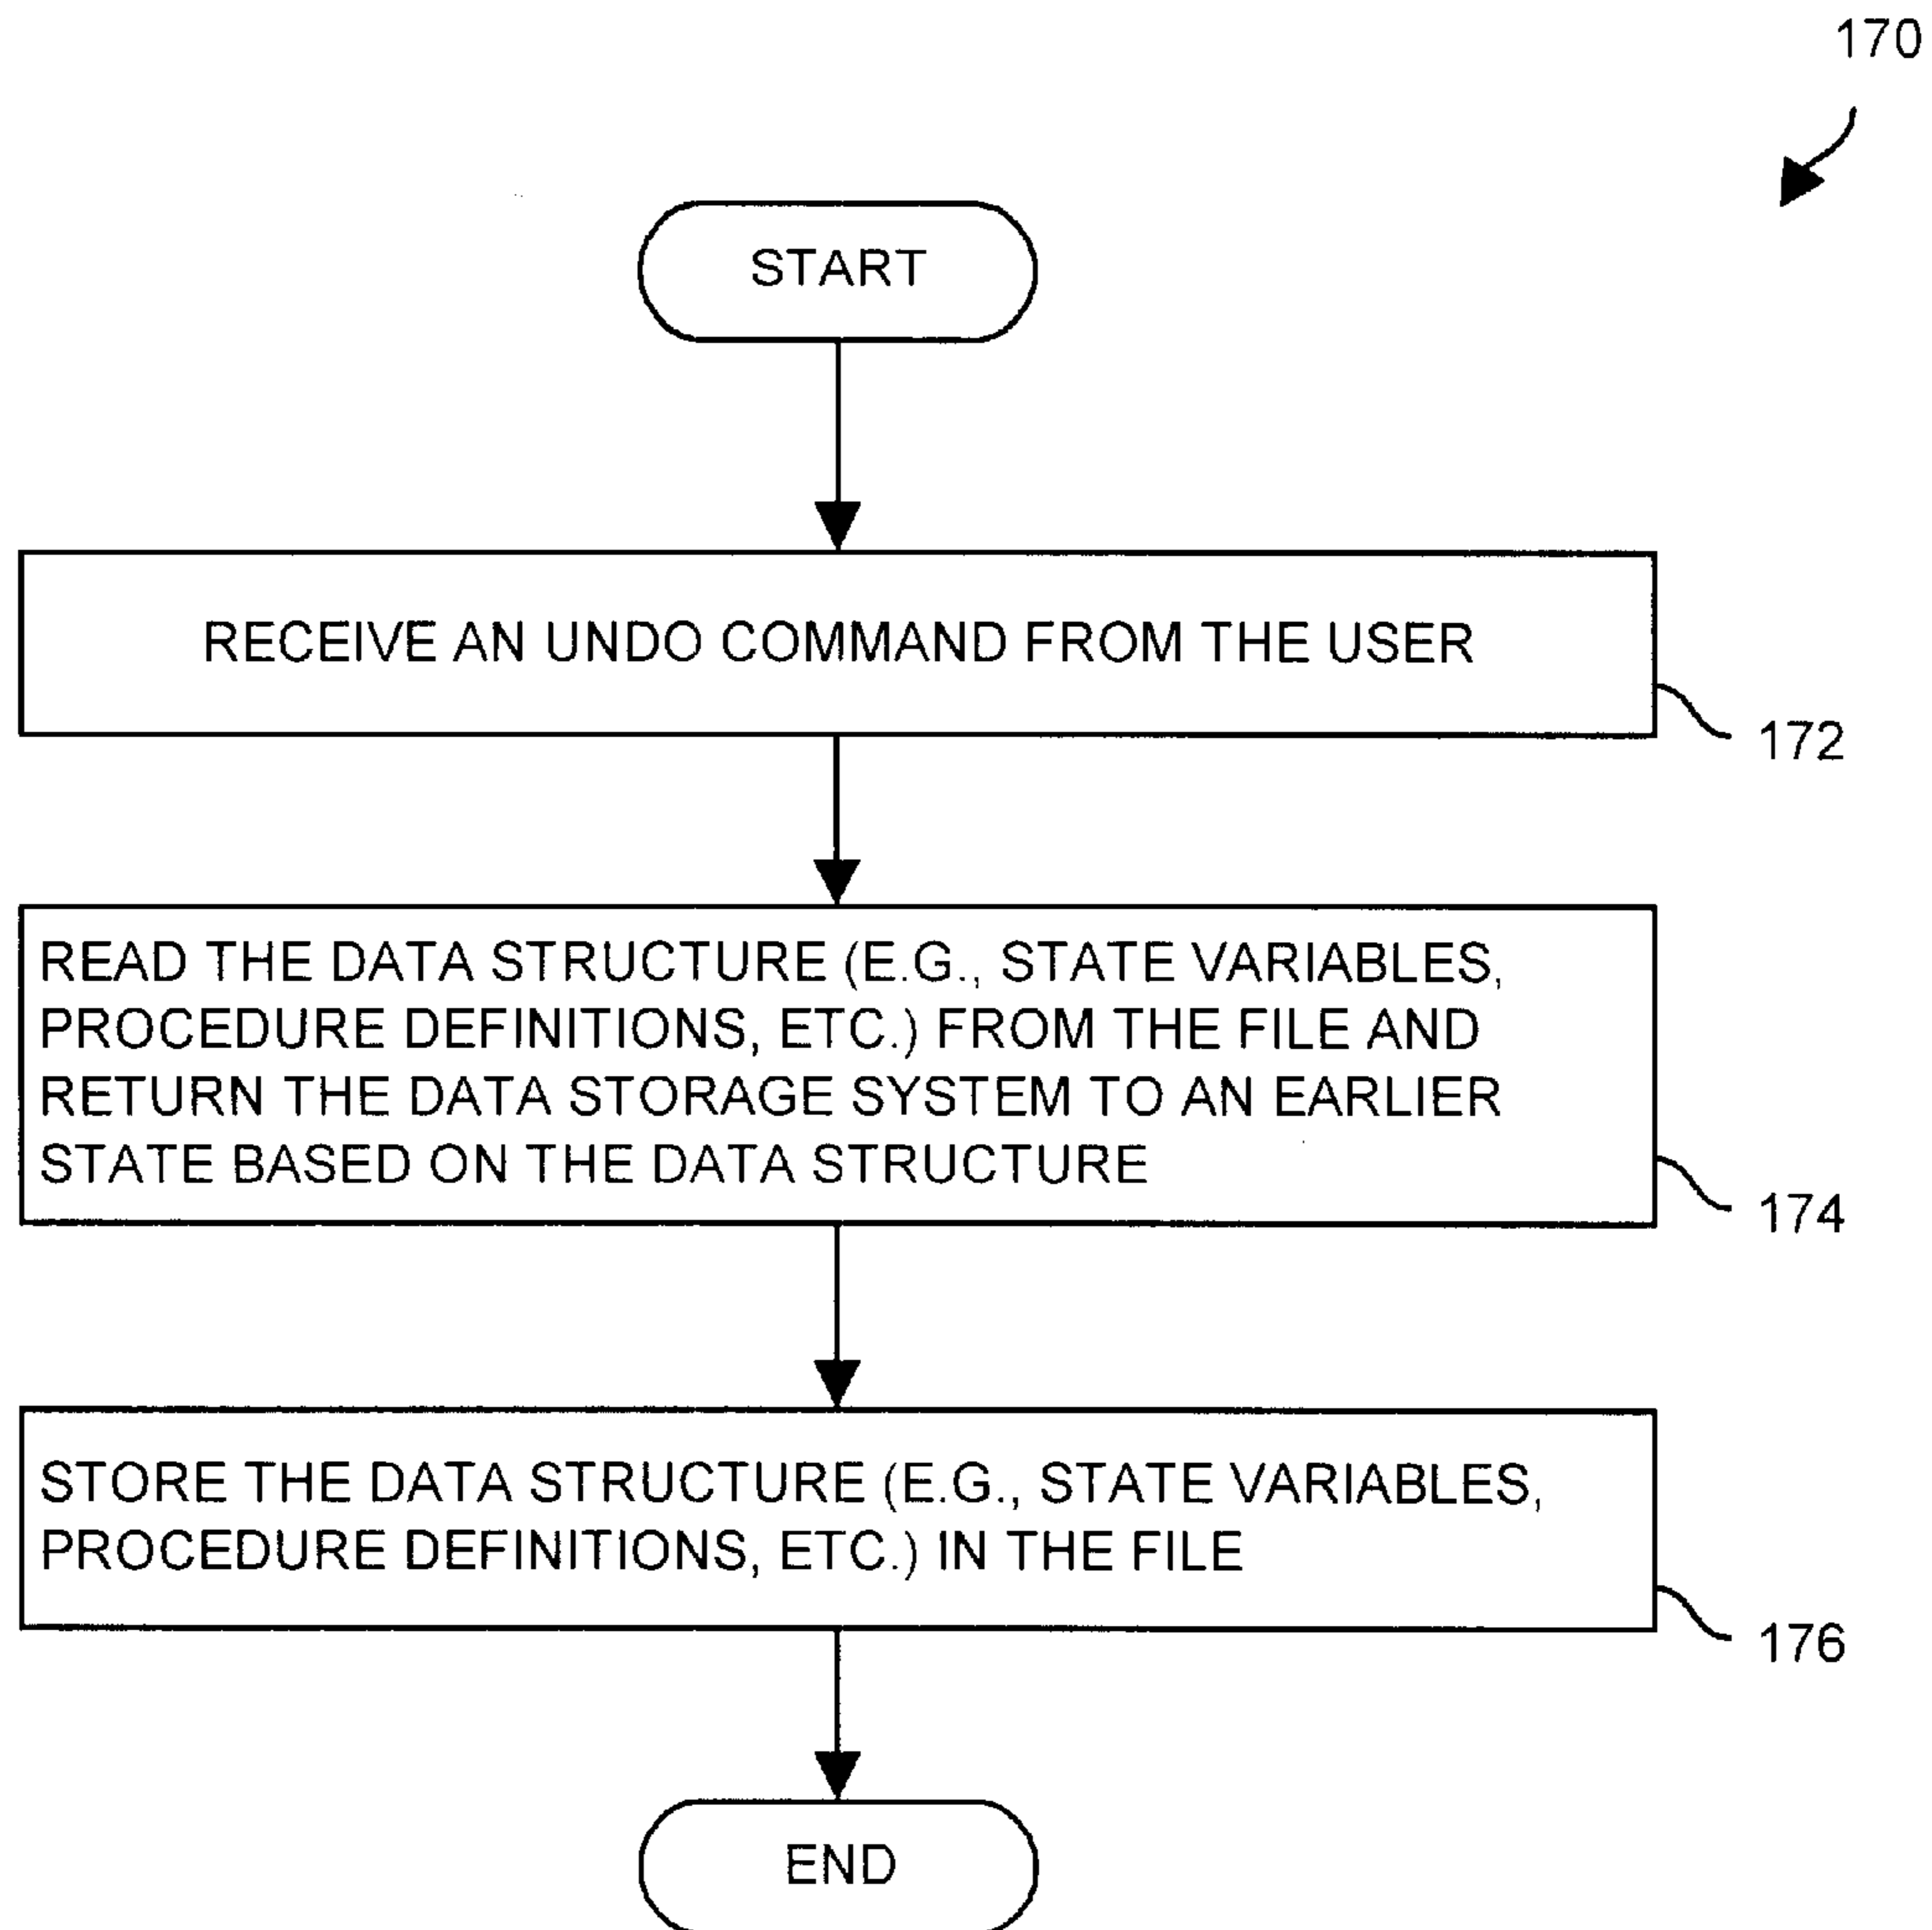 170
START
RECEIVE AN UNDO COMMAND FROM THE USER
172
READ THE DATA STRUCTURE (E.G., STATE VARIABLES,
PROCEDURE DEFINITIONS, ETC.) FROM THE FILE AND
RETURN THE DATA STORAGE SYSTEM TO AN EARLIER
STATE BASED ON THE DATA STRUCTURE
174
STORE THE DATA STRUCTURE (E.G., STATE VARIABLES,
PROCEDURE DEFINITIONS, ETC.) IN THE FILE
176
END